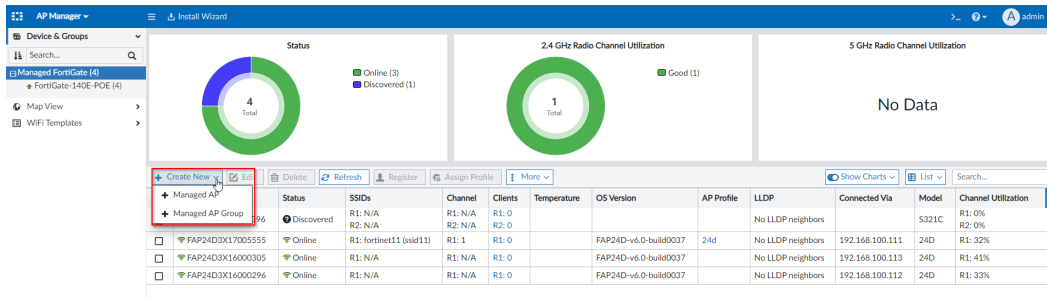 AP Manager
Install Wizard
admin
Device & Groups
Search...
Managed FortiGate (4)
FortiGate-140E-POE (4)
Map View
WiFi Templates
Status
4
Total
Online (3)
Discovered (1)
2.4 GHz Radio Channel Utilization
1
Total
Good (1)
5 GHz Radio Channel Utilization
No Data
Create New Edit Delete Refresh Register Assign Profile More Show Charts List Search...
Managed AP
Managed AP Group
Status SSIDs Channel Clients Temperature OS Version AP Profile LLDP Connected Via Model Channel Utilization
296 Discovered R1: N/A R1: N/A R1: 0 No LLDP neighbors S321C R1: 0%
R2: N/A R2: N/A R2: 0 R2: 0%
FAP24D3X17005555 Online R1: fortinet11 (ssid11) R1: 1 R1: 0 FAP24D-v6.0-build0037 24d No LLDP neighbors 192.168.100.111 24D R1: 32%
FAP24D3X16000305 Online R1: N/A R1: N/A R1: 0 FAP24D-v6.0-build0037 No LLDP neighbors 192.168.100.113 24D R1: 41%
FAP24D3X16000296 Online R1: N/A R1: N/A R1: 0 FAP24D-v6.0-build0037 No LLDP neighbors 192.168.100.112 24D R1: 33%